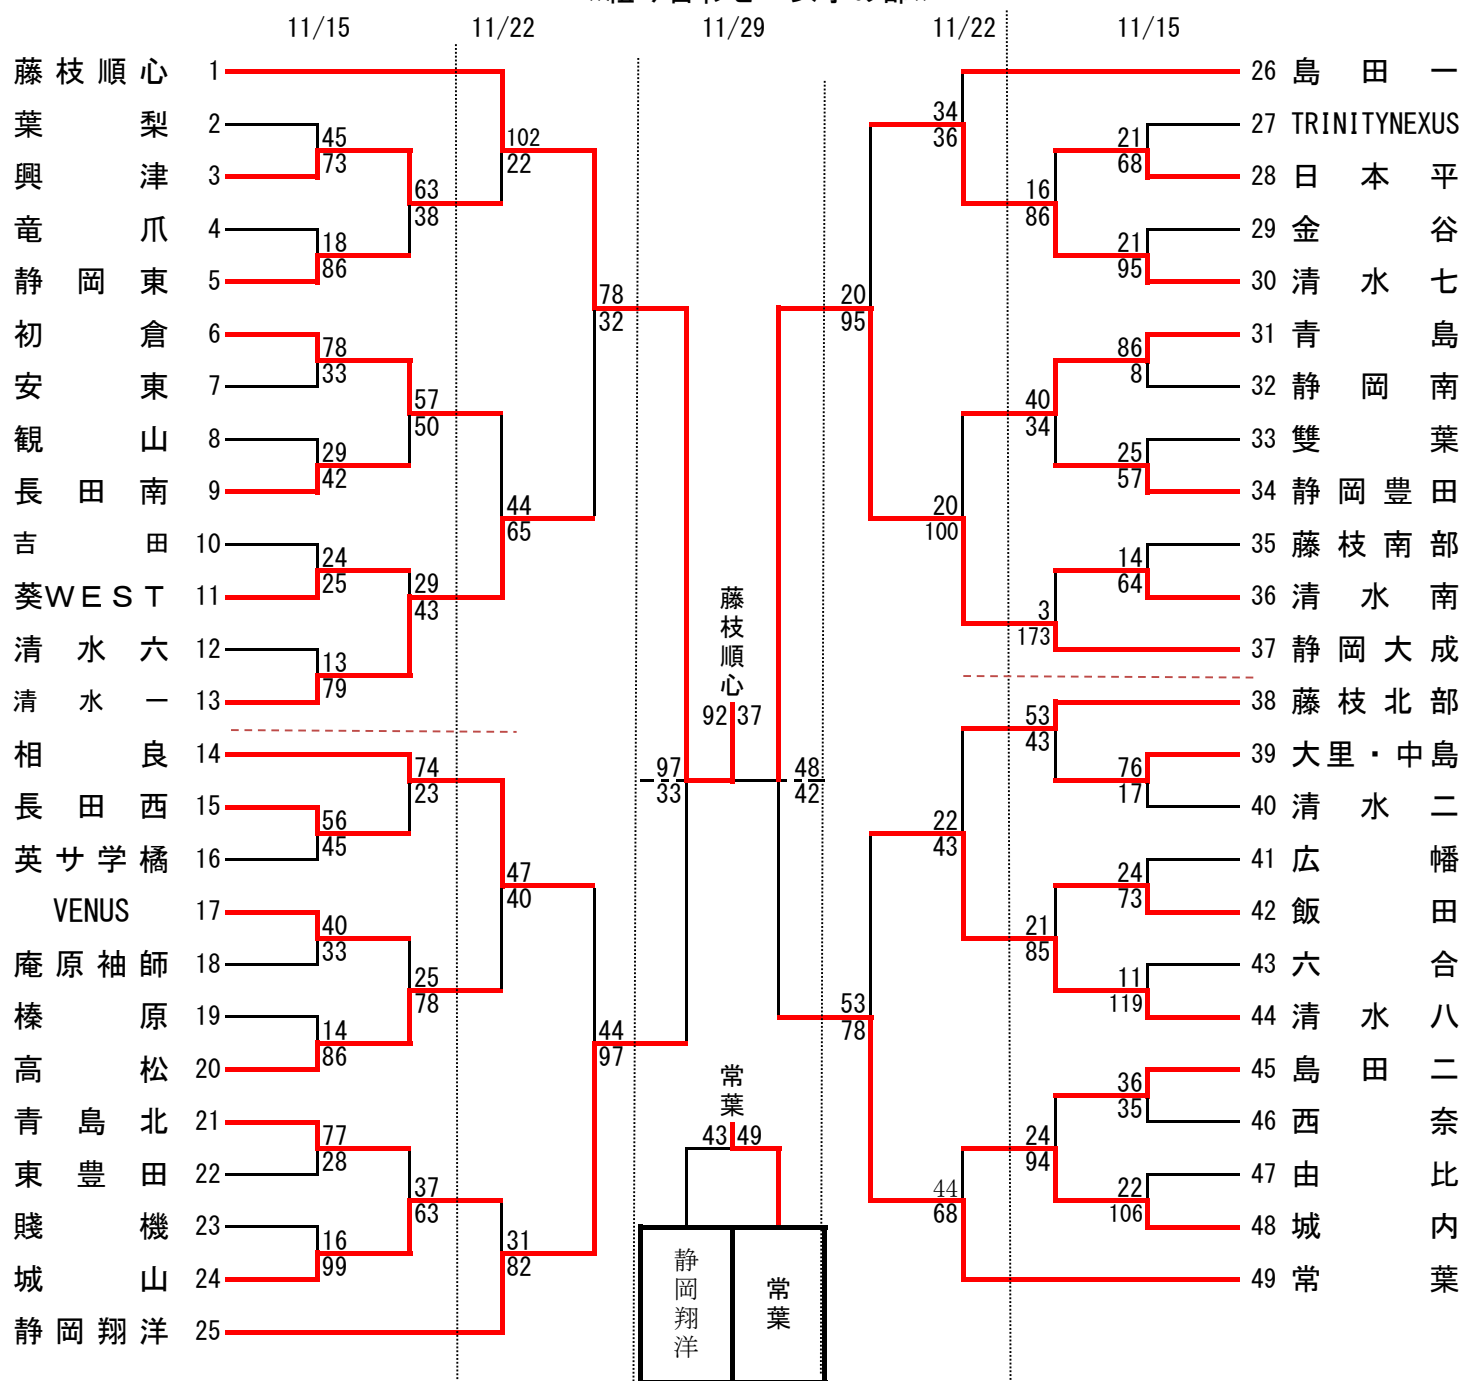 11/15 11/22 11/29 11/22 11/15
藤枝順心 1
葉梨 2
45
73
興津 3
63
38
竜爪 4
18
86
静岡東 5
102
22
初倉 6
78
33
安東 7
57
50
観山 8
29
42
長田南 9
78
32
吉田 10
24
25
葵WEST 11
29
43
清水六 12
13
79
清水一 13
44
65
相良 14
74
23
長田西 15
56
45
英サ学橘 16
47
40
VENUS 17
40
33
庵原袖師 18
25
78
榛原 19
14
86
高松 20
44
97
青島北 21
77
28
東豊田 22
37
63
賤機 23
16
99
城山 24
31
82
静岡翔洋 25
97
33
藤枝順心
92 37
48
42
常葉
43 49
静岡翔洋
常葉
26 島田一
34
36
27 TRINITYNEXUS
21
68
28 日本平
16
86
29 金谷
21
95
30 清水七
20
95
31 青島
86
8
32 静岡南
40
34
33 雙葉
25
57
34 静岡豊田
20
100
35 藤枝南部
14
64
36 清水南
3
173
37 静岡大成
38 藤枝北部
53
43
39 大里・中島
76
17
40 清水二
22
43
41 広幡
24
73
42 飯田
21
85
43 六合
11
119
44 清水八
53
78
45 島田二
36
35
46 西奈
24
94
47 由比
22
106
48 城内
44
68
49 常葉